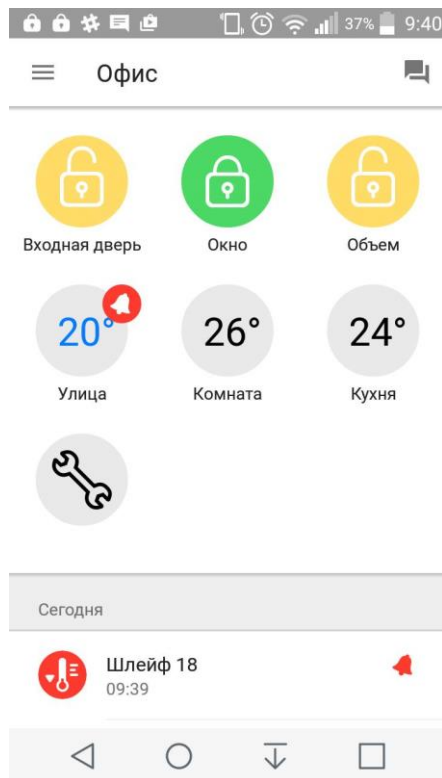 37% 9:40
Офис
Входная дверь Окно Объем
20° 26° 24°
Улица Комната Кухня
Сегодня
Шлейф 18
09:39